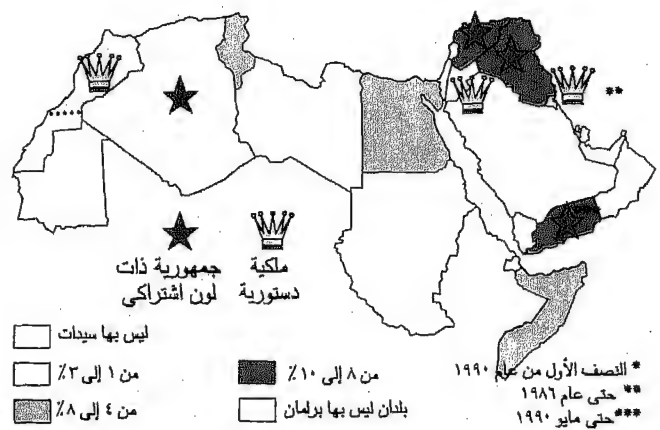 **
ملكية
دستورية
جمهورية ذات
لون اشتراكي
ليس بها سيدات
من ١ إلى ٣٪
من ٤ إلى ٨٪
من ٨ إلى ١٠٪
بلدان ليس بها برلمان
* النصف الأول من عام ١٩٩٠
** حتى عام ١٩٨٦
*** حتى مايو ١٩٩٠